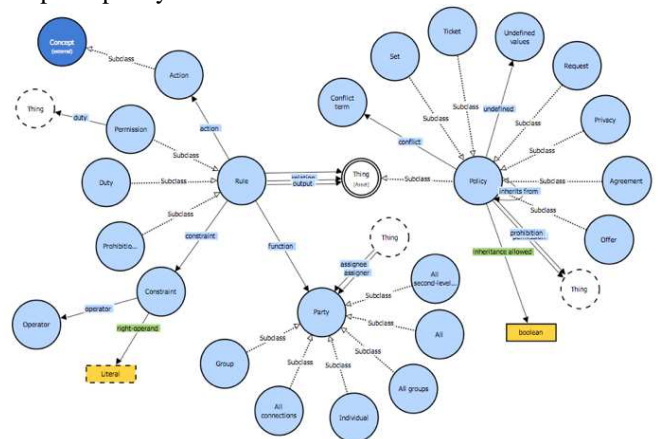 Concept
(external)
Subclass
Action
Thing
duty
Permission
action
Subclass
Duty
Subclass
Rule
output
Thing
Subclass
Prohibitio...
constraint
function
Constraint
operator
Operator
right-operand
Literal
Ticket
Undefined
values
Set
Request
Subclass
Subclass
undefined
Subclass
Conflict
term
conflict
Subclass
Privacy
Subclass
Subclass
Policy
Subclass
Agreement
inherits from
Subclass
prohibition
Offer
inheritance allowed
Thing
boolean
Thing
assignee
assigner
All
second-level...
Party
Subclass
Subclass
All
Subclass
Subclass
Group
Subclass
Subclass
All groups
All
connections
Individual